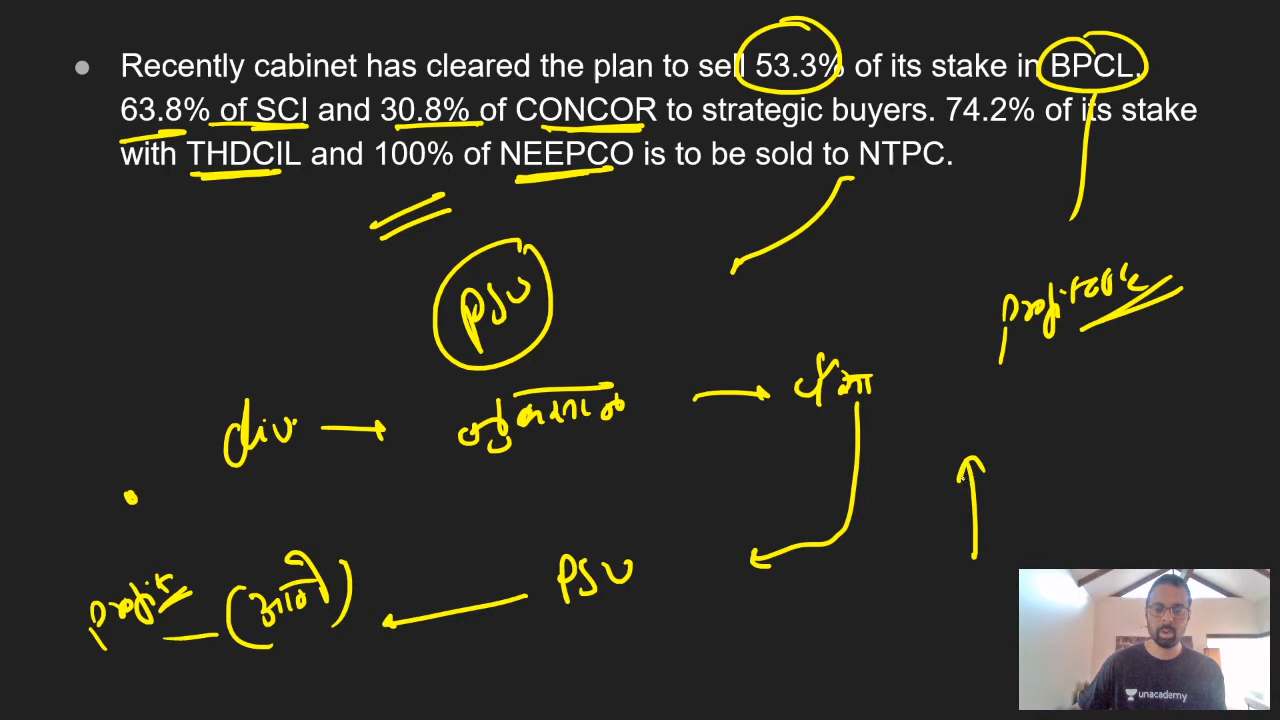 Recently cabinet has cleared the plan to sell 53.3% of its stake in BPCL.
63.8% of SCI and 30.8% of CONCOR to strategic buyers. 74.2% of its stake
with THDCIL and 100% of NEEPCO is to be sold to NTPC.
PSU
profitable
div
PSU
profit
unacademy